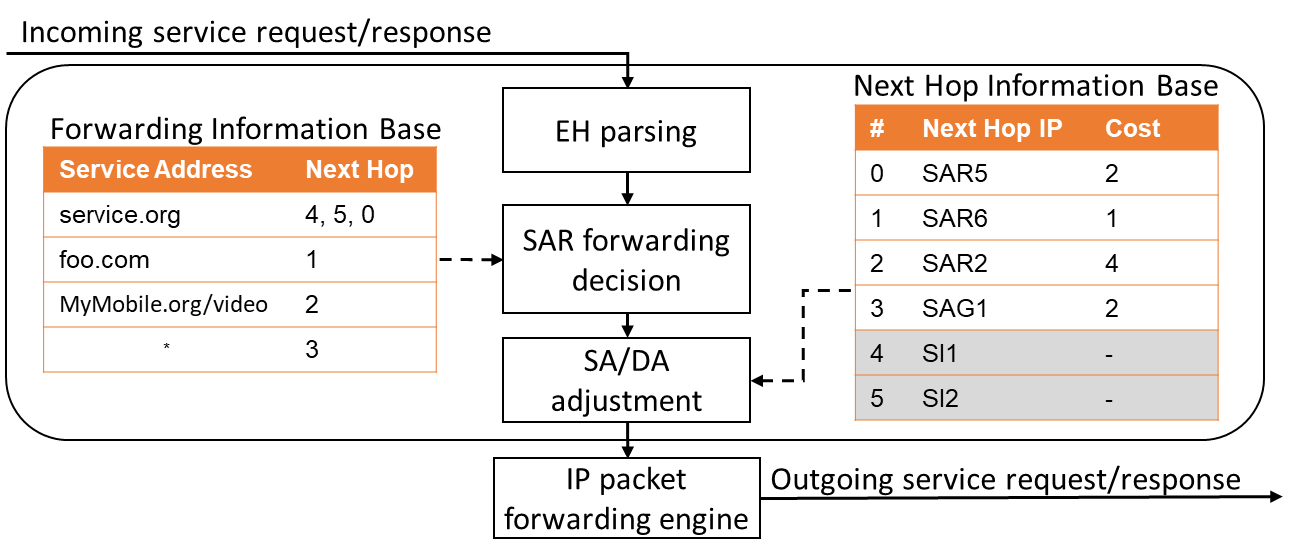 Incoming service request/response
EH parsing
Forwarding Information Base
Service Address Next Hop
service.org 4, 5, 0
foo.com 1
MyMobile.org/video 2
* 3
SAR forwarding
decision
SA/DA
adjustment
Next Hop Information Base
# Next Hop IP Cost
0 SAR5 2
1 SAR6 1
2 SAR2 4
3 SAG1 2
4 SI1 -
5 SI2 -
IP packet
forwarding engine
Outgoing service request/response